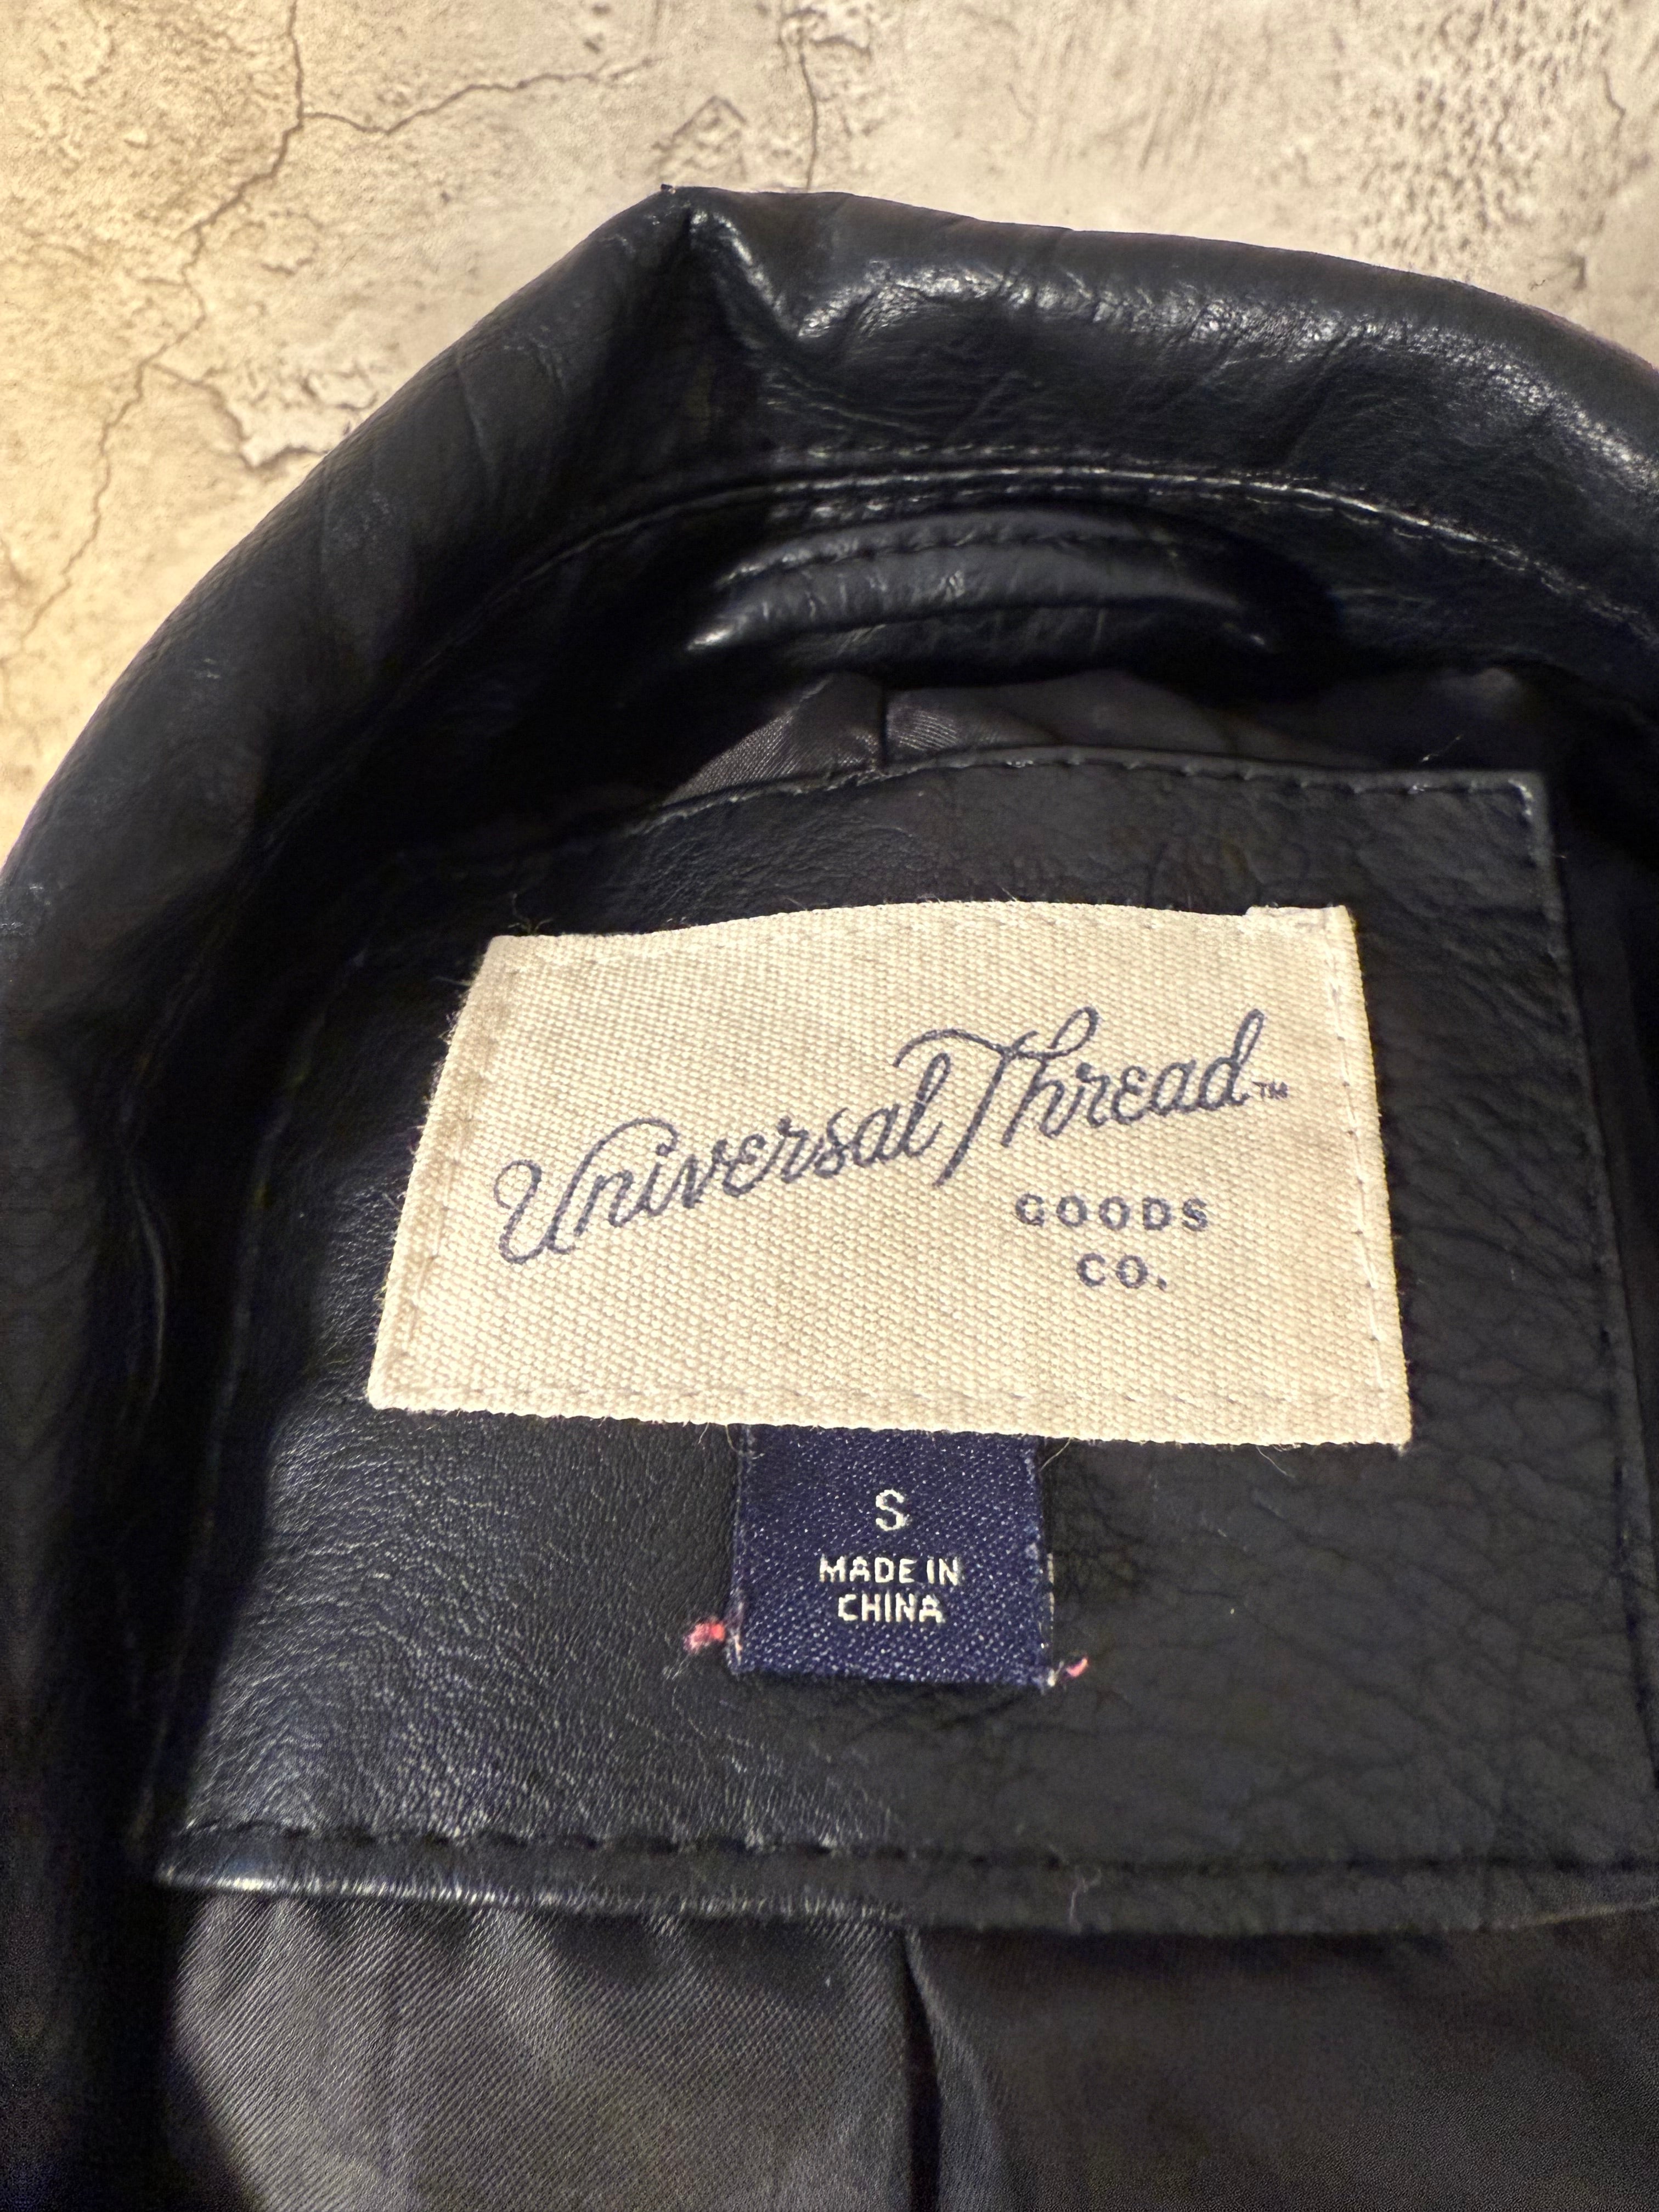 Universal Thread™
GOODS
CO.
S
MADE IN
CHINA